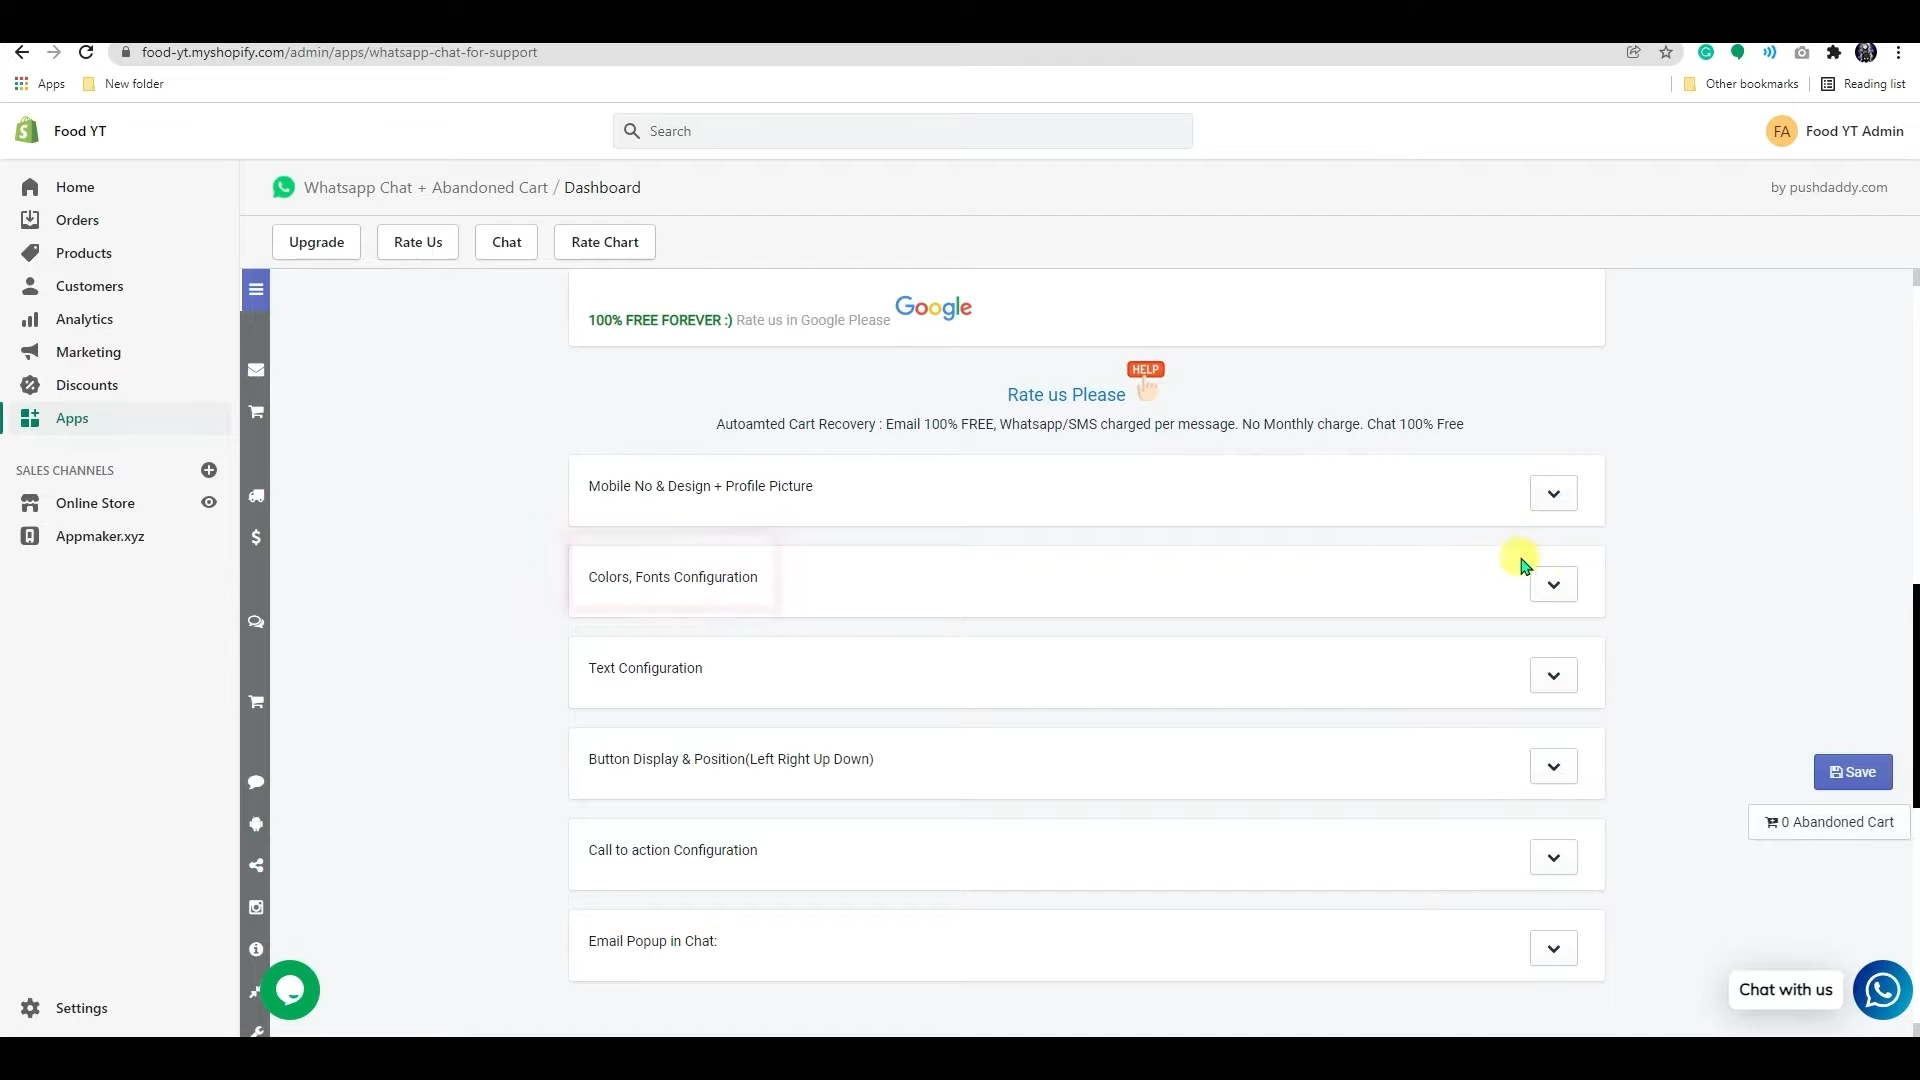 food-yt.myshopify.com/admin/apps/whatsapp-chat-for-support
Apps
New folder
Other bookmarks
Reading list
Food YT
Search
FA
Food YT Admin
Home
Orders
Products
Customers
Analytics
Marketing
Discounts
Apps
SALES CHANNELS
Online Store
Appmaker.xyz
Settings
Whatsapp Chat + Abandoned Cart / Dashboard
by pushdaddy.com
Upgrade
Rate Us
Chat
Rate Chart
100% FREE FOREVER :) Rate us in Google Please Google
HELP
Rate us Please
Autoamted Cart Recovery : Email 100% FREE, Whatsapp/SMS charged per message. No Monthly charge. Chat 100% Free
Mobile No & Design + Profile Picture
Colors, Fonts Configuration
Text Configuration
Button Display & Position(Left Right Up Down)
Call to action Configuration
Email Popup in Chat:
Save
0 Abandoned Cart
Chat with us